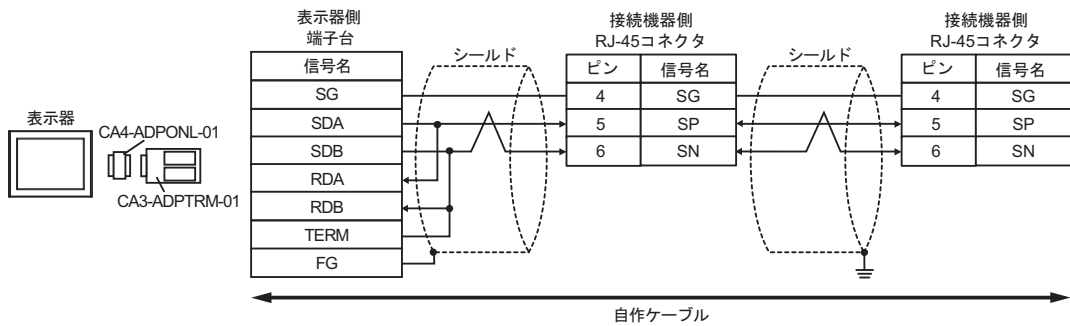 表示器
CA4-ADPONL-01
CA3-ADPTRM-01
表示器側
端子台
信号名
SG
SDA
SDB
RDA
RDB
TERM
FG
シールド
接続機器側
RJ-45コネクタ
ピン 信号名
4 SG
5 SP
6 SN
シールド
接続機器側
RJ-45コネクタ
ピン 信号名
4 SG
5 SP
6 SN
自作ケーブル